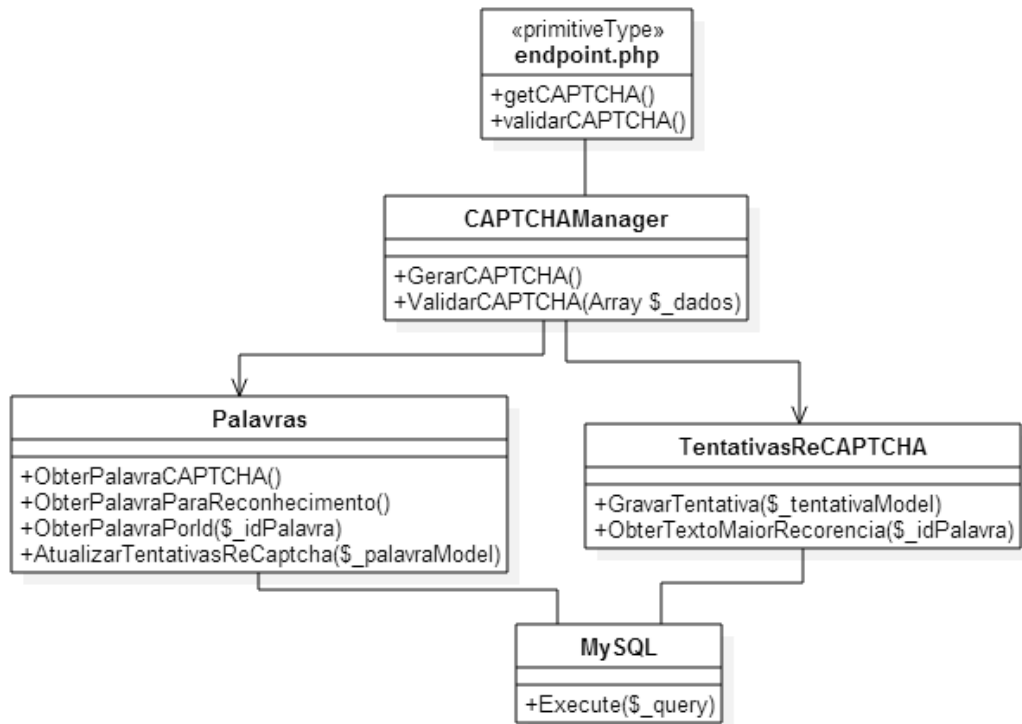 «primitiveType»
endpoint.php
+getCAPTCHA()
+validarCAPTCHA()
CAPTCHAManager
+GerarCAPTCHA()
+ValidarCAPTCHA(Array $_dados)
Palavras
+ObterPalavraCAPTCHA()
+ObterPalavraParaReconhecimento()
+ObterPalavraPorId($_idPalavra)
+AtualizarTentativasReCaptcha($_palavraModel)
TentativasReCAPTCHA
+GravarTentativa($_tentativaModel)
+ObterTextoMaiorRecorencia($_idPalavra)
MySQL
+Execute($_query)